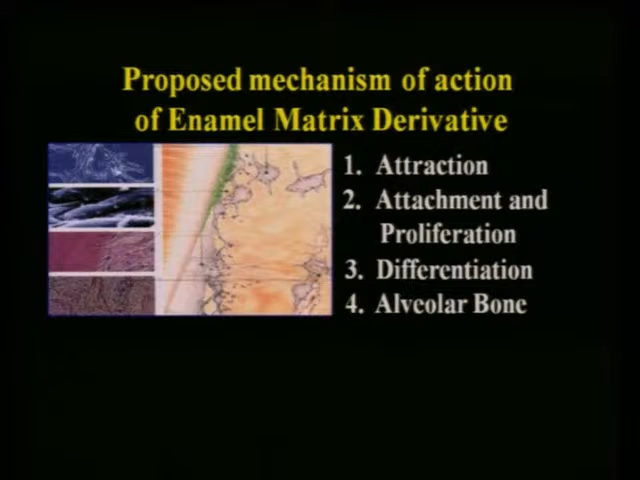 Proposed mechanism of action
of Enamel Matrix Derivative
1. Attraction
2. Attachment and
Proliferation
3. Differentiation
4. Alveolar Bone